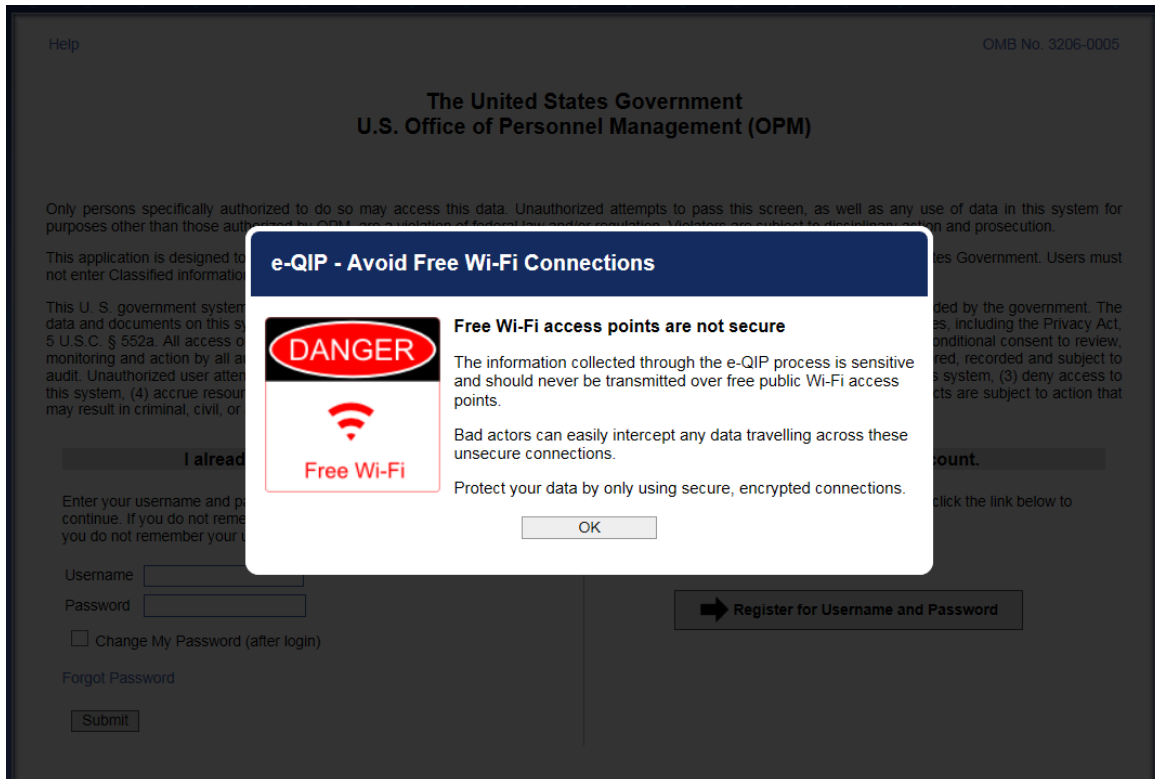 Help
OMB No. 3206-0005
The United States Government
U.S. Office of Personnel Management (OPM)
Only persons specifically authorized to do so may access this data. Unauthorized attempts to pass this screen, as well as any use of data in this system for
purposes other than those authorized by OPM, are a violation of federal law and/or regulation. Violators are subject to disciplinary action and prosecution.
This application is designed to
tes Government. Users must
not enter Classified information
This U. S. government system
ded by the government. The
data and documents on this sy
es, including the Privacy Act,
5 U.S.C. § 552a. All access o
onditional consent to review,
monitoring and action by all a
red, recorded and subject to
audit. Unauthorized user atten
s system, (3) deny access to
this system, (4) accrue resour
cts are subject to action that
may result in criminal, civil, or
e-QIP - Avoid Free Wi-Fi Connections
DANGER
Free Wi-Fi
Free Wi-Fi access points are not secure
The information collected through the e-QIP process is sensitive
and should never be transmitted over free public Wi-Fi access
points.
Bad actors can easily intercept any data travelling across these
unsecure connections.
Protect your data by only using secure, encrypted connections.
OK
I alread
count.
Enter your username and pa
click the link below to
continue. If you do not reme
you do not remember your u
Username
Password
Change My Password (after login)
Forgot Password
Submit
Register for Username and Password